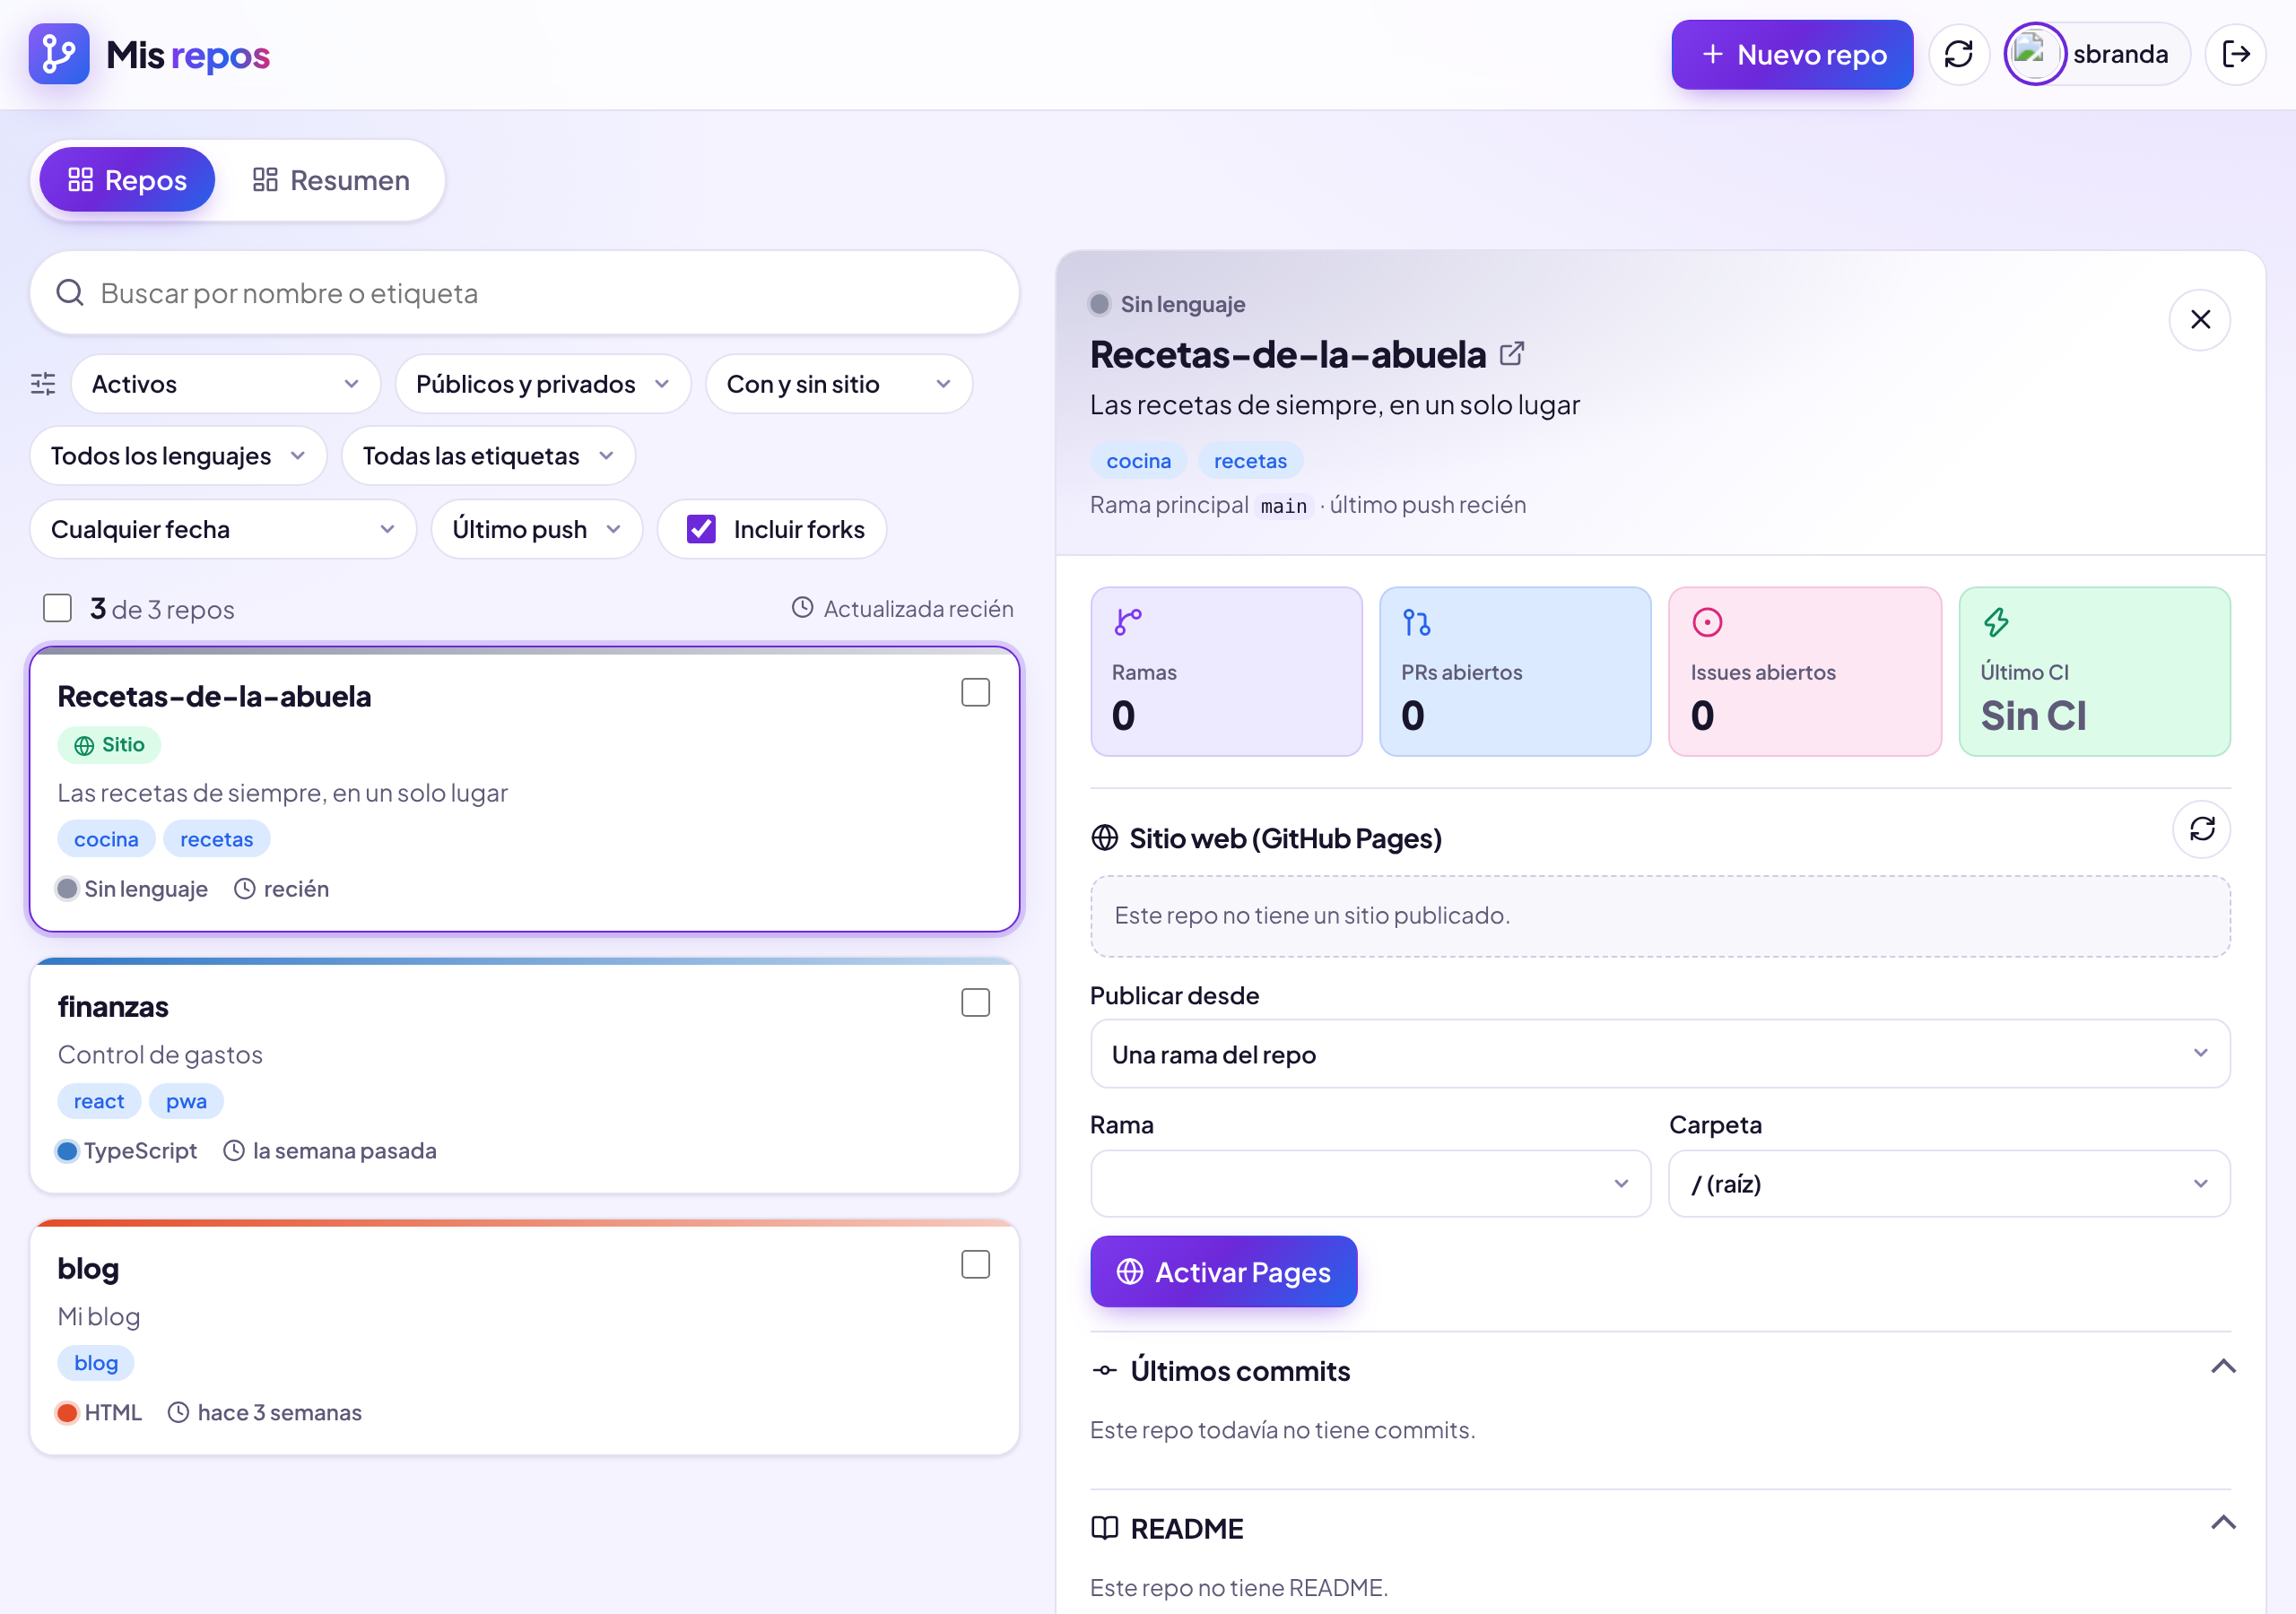 Mis repos
Nuevo repo
sbranda
Repos
Resumen
Buscar por nombre o etiqueta
Activos
Públicos y privados
Con y sin sitio
Todos los lenguajes
Todas las etiquetas
Cualquier fecha
Último push
Incluir forks
3 de 3 repos
Actualizada recién
Recetas-de-la-abuela
Sitio
Las recetas de siempre, en un solo lugar
cocina
recetas
Sin lenguaje
recién
finanzas
Control de gastos
react
pwa
TypeScript
la semana pasada
blog
Mi blog
blog
HTML
hace 3 semanas
Sin lenguaje
Recetas-de-la-abuela
Las recetas de siempre, en un solo lugar
cocina
recetas
Rama principal main · último push recién
Ramas
0
PRs abiertos
0
Issues abiertos
0
Último CI
Sin CI
Sitio web (GitHub Pages)
Este repo no tiene un sitio publicado.
Publicar desde
Una rama del repo
Rama
Carpeta
/ (raíz)
Activar Pages
Últimos commits
Este repo todavía no tiene commits.
README
Este repo no tiene README.